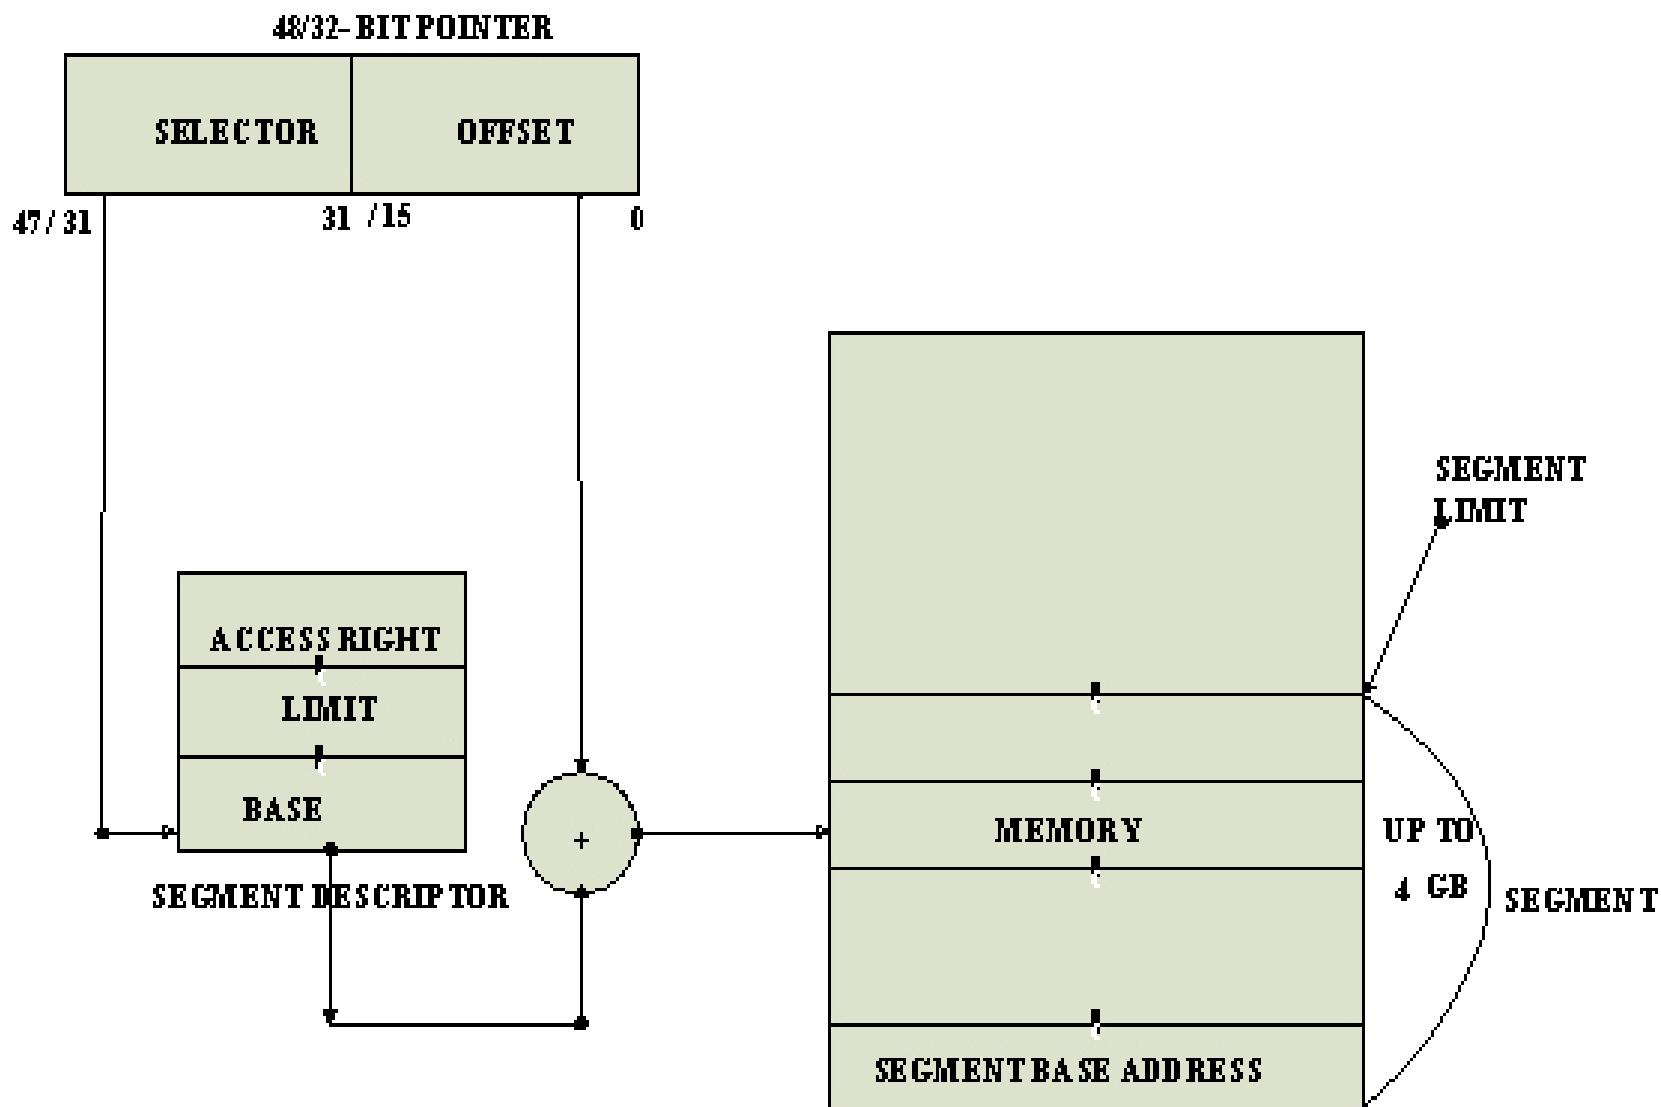 48/32- BIT POINTER
SELECTOR
OFFSET
47 / 31
31 / 15
0
SEGMENT
LIMIT
ACCESS RIGHT
LIMIT
BASE
+
MEMORY
UP TO
4 GB
SEGMENT DESCRIPTOR
SEGMENT
SEGMENT BASE ADDRESS